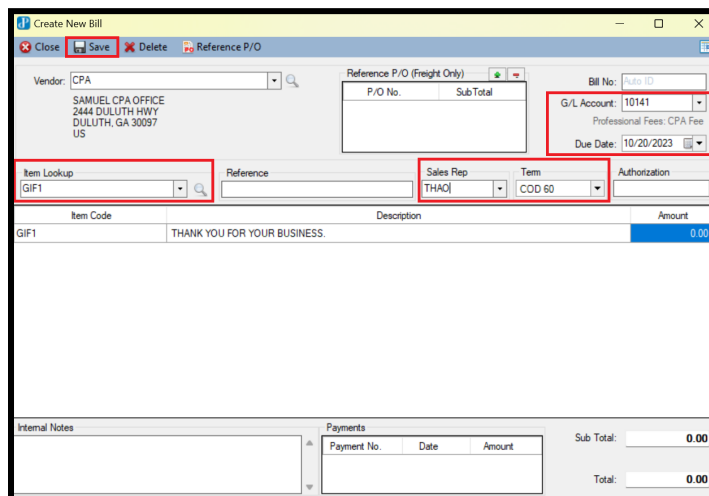 Create New Bill
Close Save Delete Reference P/O
Vendor: CPA
SAMUEL CPA OFFICE
2444 DULUTH HWY
DULUTH, GA 30097
US
Reference P/O (Freight Only)
P/O No. SubTotal
Bill No: Auto ID
G/L Account: 10141
Professional Fees: CPA Fee
Due Date: 10/20/2023
Item Lookup Reference Sales Rep Term Authorization
GIF1 THAO COD 60
Item Code Description Amount
GIF1 THANK YOU FOR YOUR BUSINESS. 0.00
Internal Notes
Payments
Payment No. Date Amount
Sub Total: 0.00
Total: 0.00